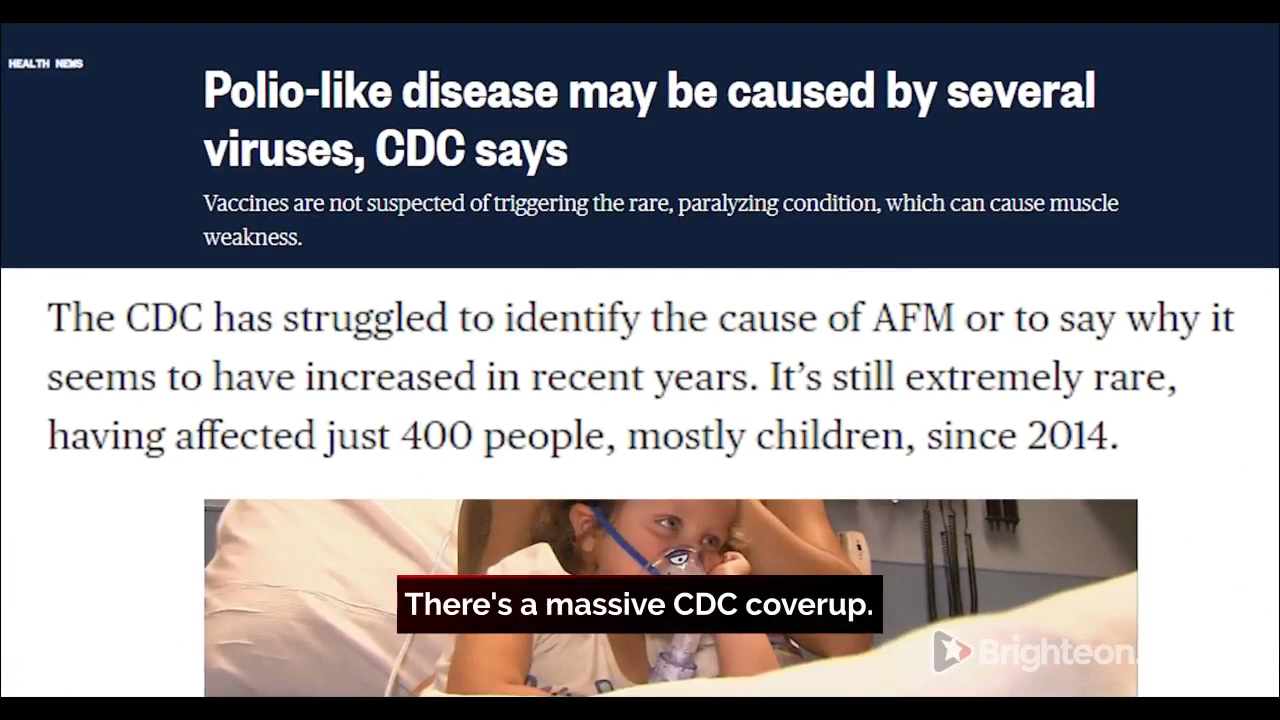 HEALTH NEWS
Polio-like disease may be caused by several
viruses, CDC says
Vaccines are not suspected of triggering the rare, paralyzing condition, which can cause muscle
weakness.
The CDC has struggled to identify the cause of AFM or to say why it
seems to have increased in recent years. It’s still extremely rare,
having affected just 400 people, mostly children, since 2014.
There's a massive CDC coverup.
Brighteon